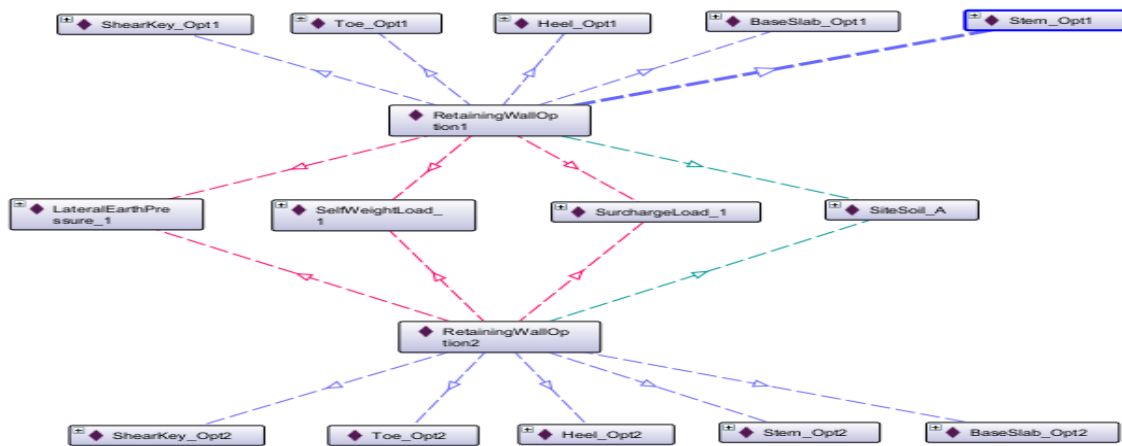 ShearKey_Opt1
Toe_Opt1
Heel_Opt1
BaseSlab_Opt1
Stem_Opt1
RetainingWallOp
tion1
LateralEarthPre
ssure_1
SelfWeightLoad_
1
SurchargeLoad_1
SiteSoil_A
RetainingWallOp
tion2
ShearKey_Opt2
Toe_Opt2
Heel_Opt2
Stem_Opt2
BaseSlab_Opt2